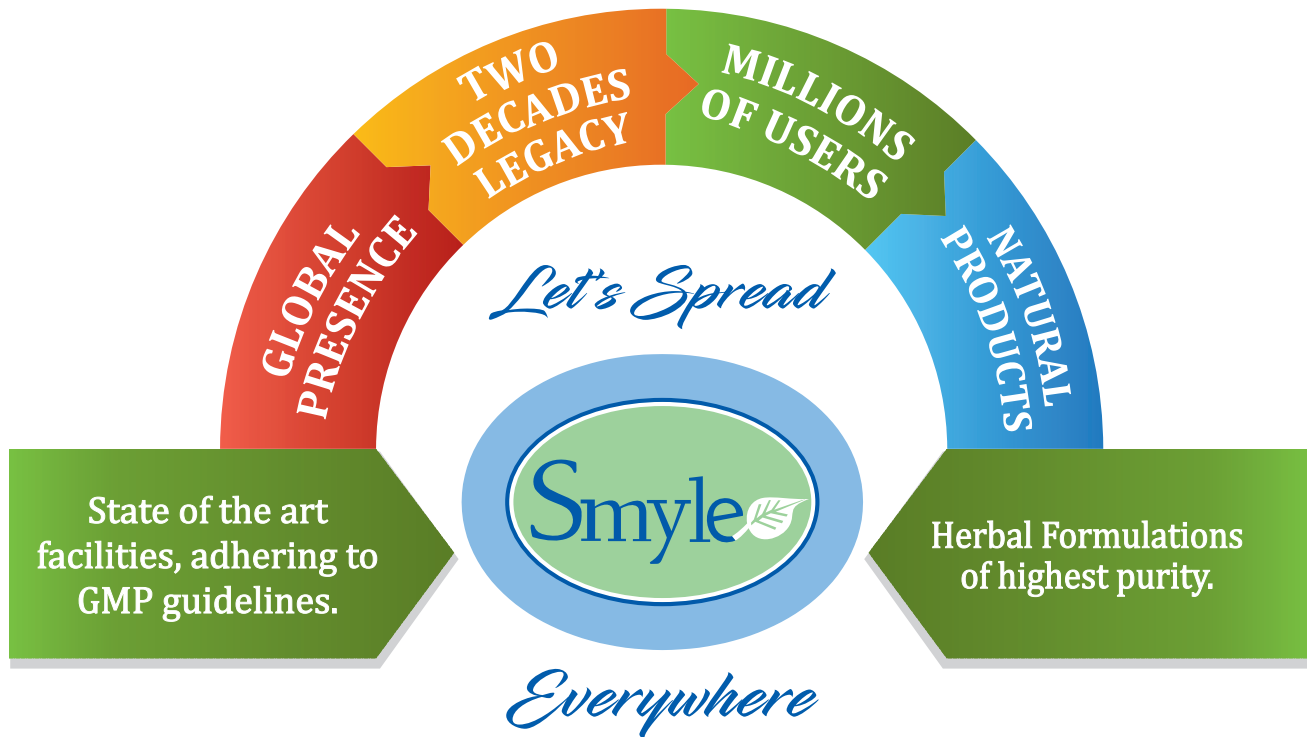 GLOBAL
PRESENCE
TWO
DECADES
LEGACY
MILLIONS
OF USERS
NATURAL
PRODUCTS
Let's Spread
Smyle
Everywhere
State of the art
facilities, adhering to
GMP guidelines.
Herbal Formulations
of highest purity.